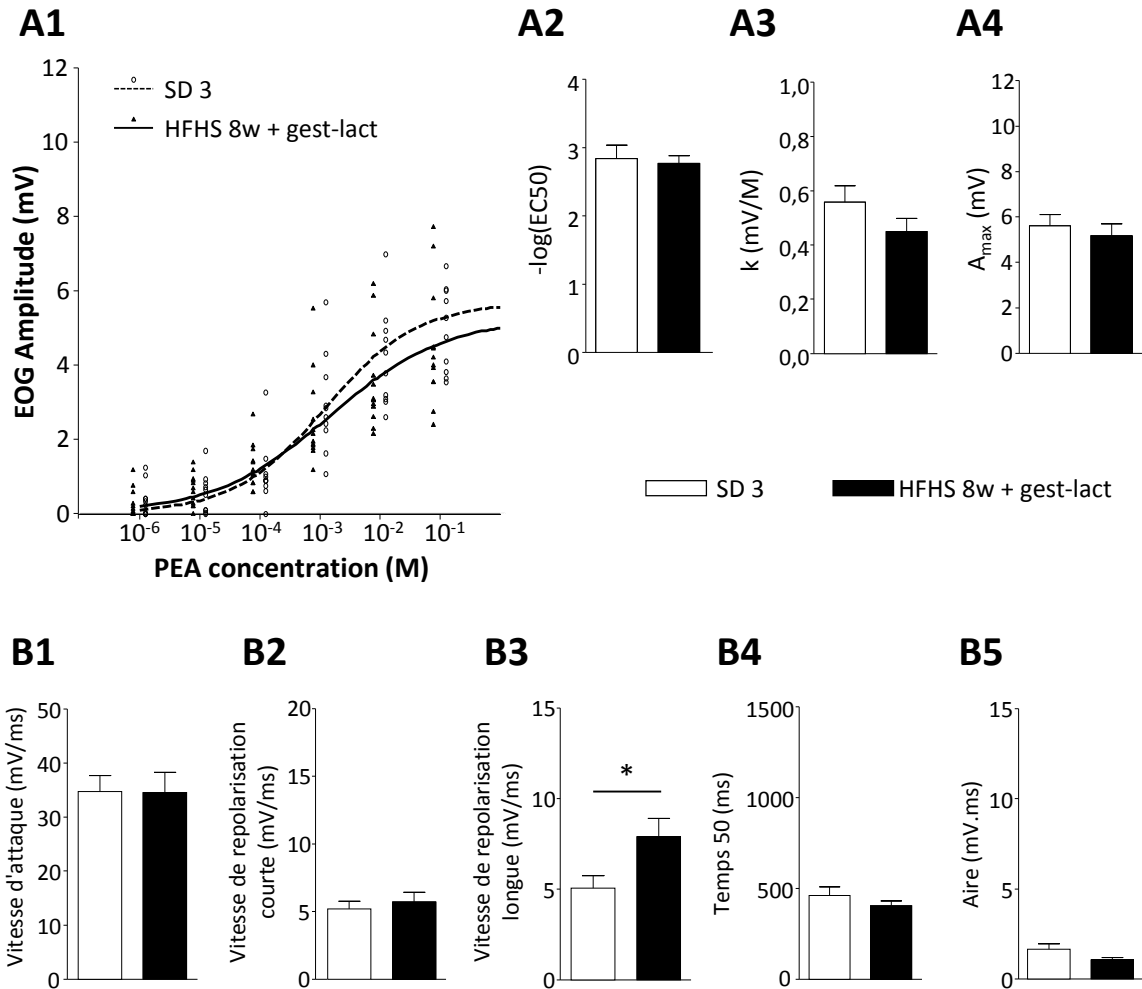 A1
A2
A3
A4
SD 3
HFHS 8w + gest-lact
EOG Amplitude (mV)
12
10
8
6
4
2
0
10-6
10-5
10-4
10-3
10-2
10-1
PEA concentration (M)
-log(EC50)
4
3
2
1
0
k (mV/M)
1,0
0,8
0,6
0,4
0,2
0,0
Amax (mV)
12
10
8
6
4
2
0
SD 3
HFHS 8w + gest-lact
B1
B2
B3
B4
B5
Vitesse d'attaque (mV/ms)
50
40
30
20
10
0
Vitesse de repolarisation
courte (mV/ms)
20
15
10
5
0
Vitesse de repolarisation
longue (mV/ms)
15
10
5
0
*
Temps 50 (ms)
1500
1000
500
0
Aire (mV.ms)
15
10
5
0